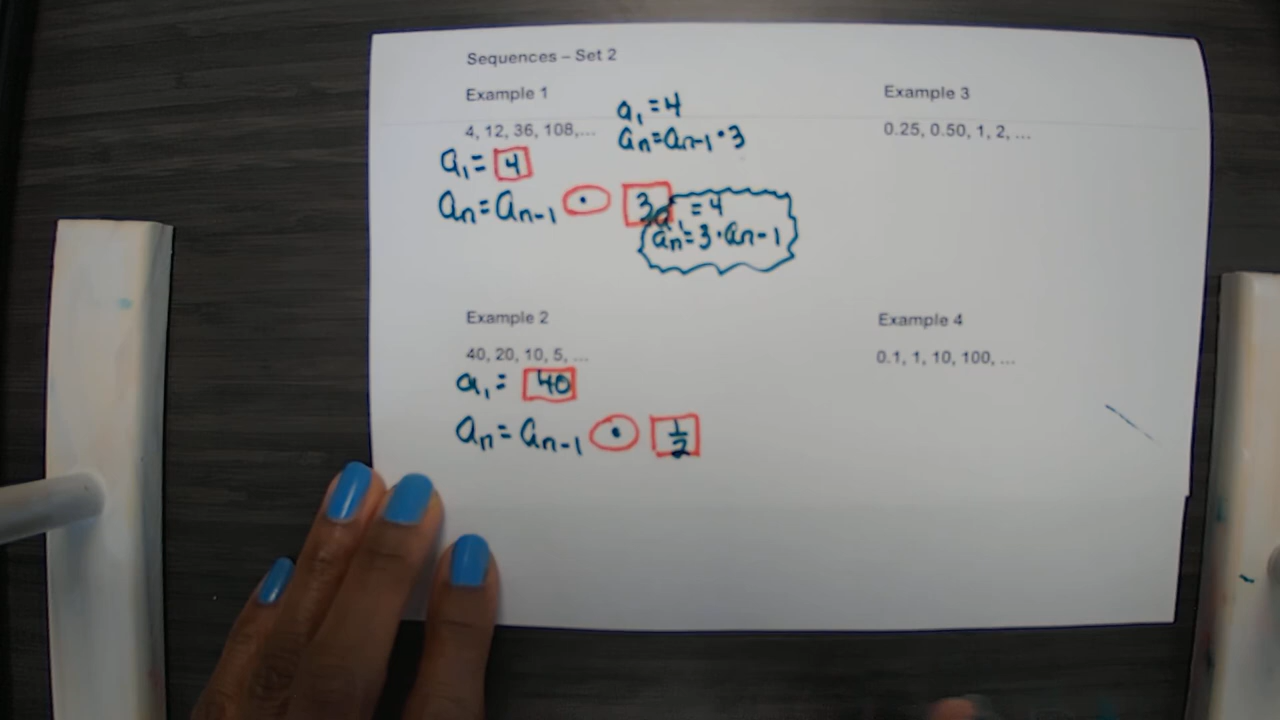 Sequences – Set 2
Example 1
4, 12, 36, 108,...
a₁ = 4
aₙ = aₙ₋₁ · 3
a₁ = 4
aₙ = aₙ₋₁ · 3
a₁ = 4
aₙ = 3 · aₙ₋₁
Example 2
40, 20, 10, 5, ...
a₁ = 40
aₙ = aₙ₋₁ · 1/2
Example 3
0.25, 0.50, 1, 2, ...
Example 4
0.1, 1, 10, 100, ...